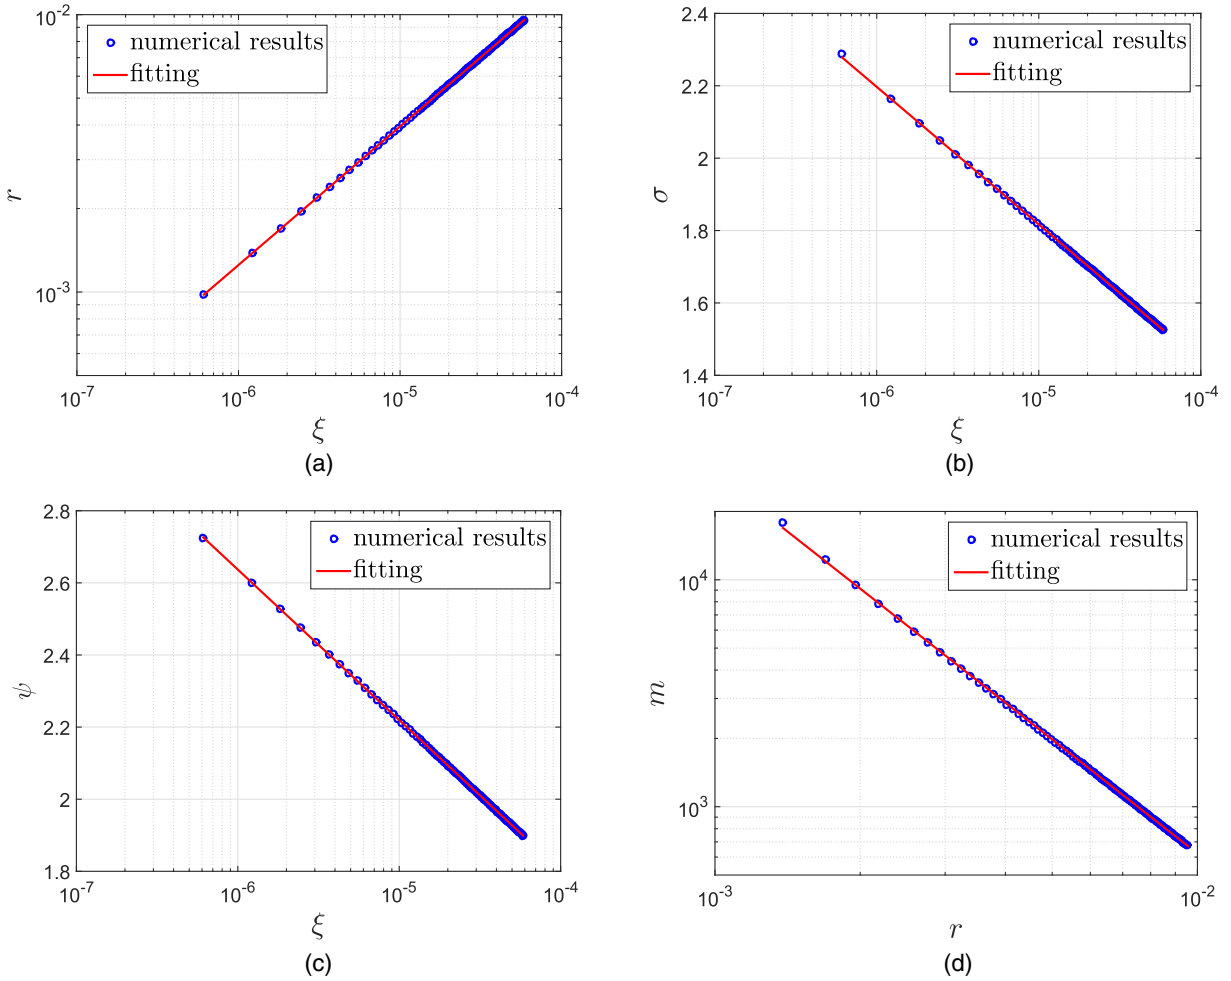 numerical results
fitting
r
10^-2
10^-3
10^-7
10^-6
10^-5
10^-4
ξ
(a)
numerical results
fitting
σ
2.4
2.2
2
1.8
1.6
1.4
10^-7
10^-6
10^-5
10^-4
ξ
(b)
numerical results
fitting
ψ
2.8
2.6
2.4
2.2
2
1.8
10^-7
10^-6
10^-5
10^-4
ξ
(c)
numerical results
fitting
m
10^4
10^3
10^-3
10^-2
r
(d)